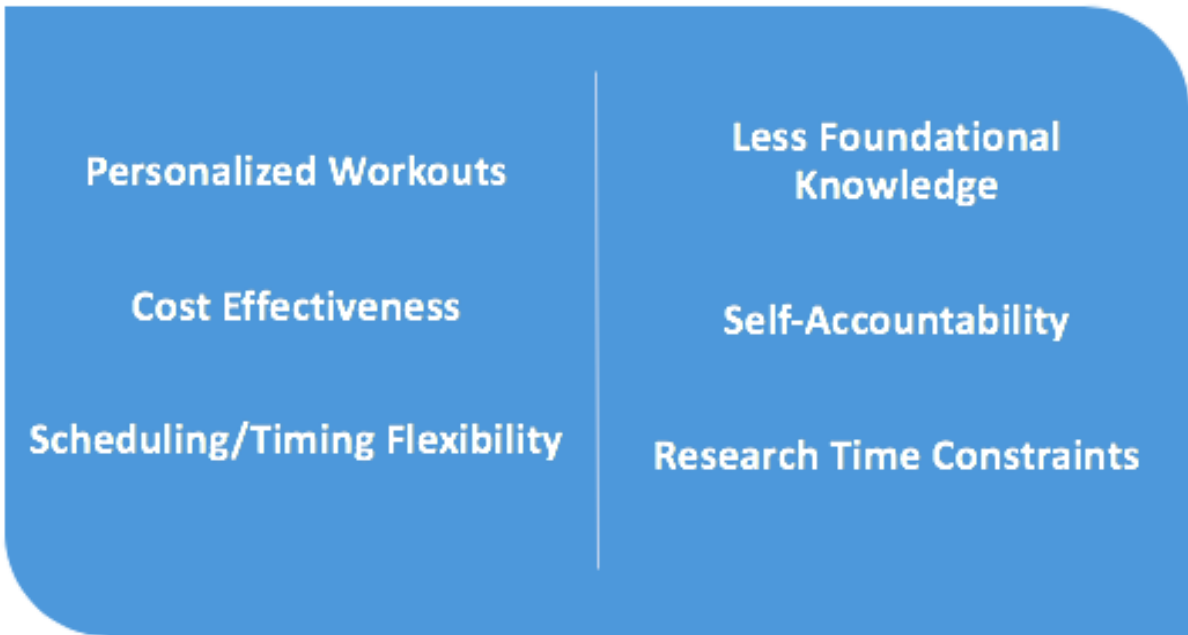 Personalized Workouts
Cost Effectiveness
Scheduling/Timing Flexibility
Less Foundational
Knowledge
Self-Accountability
Research Time Constraints